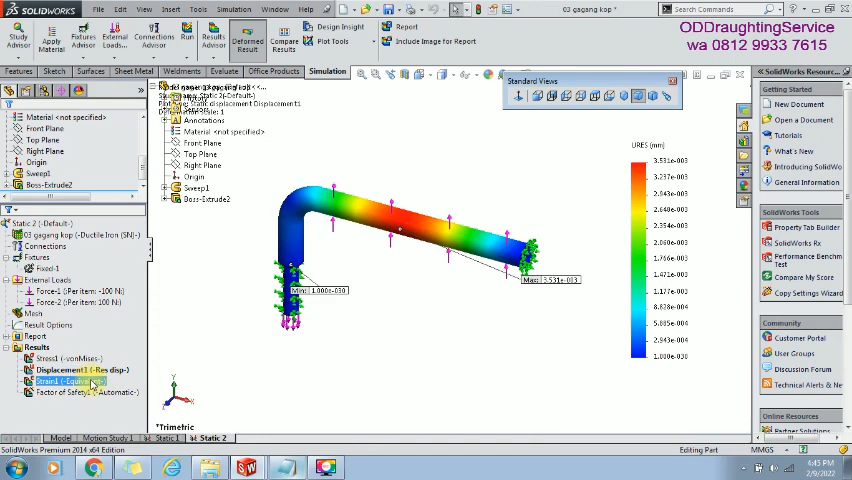 SOLIDWORKS
File Edit View Insert Tools Simulation Window Help
03 gagang kop *
Search Commands
ODDraughtingService
wa 0812 9933 7615
Study Advisor
Apply Material
Fixtures Advisor
External Loads...
Connections Advisor
Run
Results Advisor
Deformed Result
Compare Results
Design Insight
Plot Tools
Report
Include Image for Report
Features Sketch Surfaces Sheet Metal Weldments Evaluate Office Products Simulation
Standard Views
Material <not specified>
Front Plane
Top Plane
Right Plane
Origin
Sweep1
Boss-Extrude2
Static 2 (-Default-)
03 gagang kop (-Ductile Iron (SN)-)
Connections
Fixtures
Fixed-1
External Loads
Force-1 (:Per item: -100 N:)
Force-2 (:Per item: 100 N:)
Mesh
Result Options
Report
Results
Stress1 (-vonMises-)
Displacement1 (-Res disp-)
Strain1 (-Equivalent-)
Factor of Safety1 (-Automatic-)
Annotations
Material <not specified>
Front Plane
Top Plane
Right Plane
Origin
Sweep1
Boss-Extrude2
Min: 1.000e-030
Max: 3.531e-003
URES (mm)
3.531e-003
3.237e-003
2.943e-003
2.648e-003
2.354e-003
2.060e-003
1.766e-003
1.471e-003
1.177e-003
8.828e-004
5.885e-004
2.943e-004
1.000e-030
*Trimetric
SolidWorks Resourc...
Getting Started
New Document
Open a Document
Tutorials
What's New
Introducing SolidWo
General Information
SolidWorks Tools
Property Tab Builder
SolidWorks Rx
Performance Bench
Test
Compare My Score
Copy Settings Wizard
Community
Customer Portal
User Groups
Discussion Forum
Technical Alerts & Ne
Online Resources
Partner Solutions
Model Motion Study 1 Static 1 Static 2
SolidWorks Premium 2014 x64 Edition
Editing Part
MMGS
4:43 PM
2/9/2022